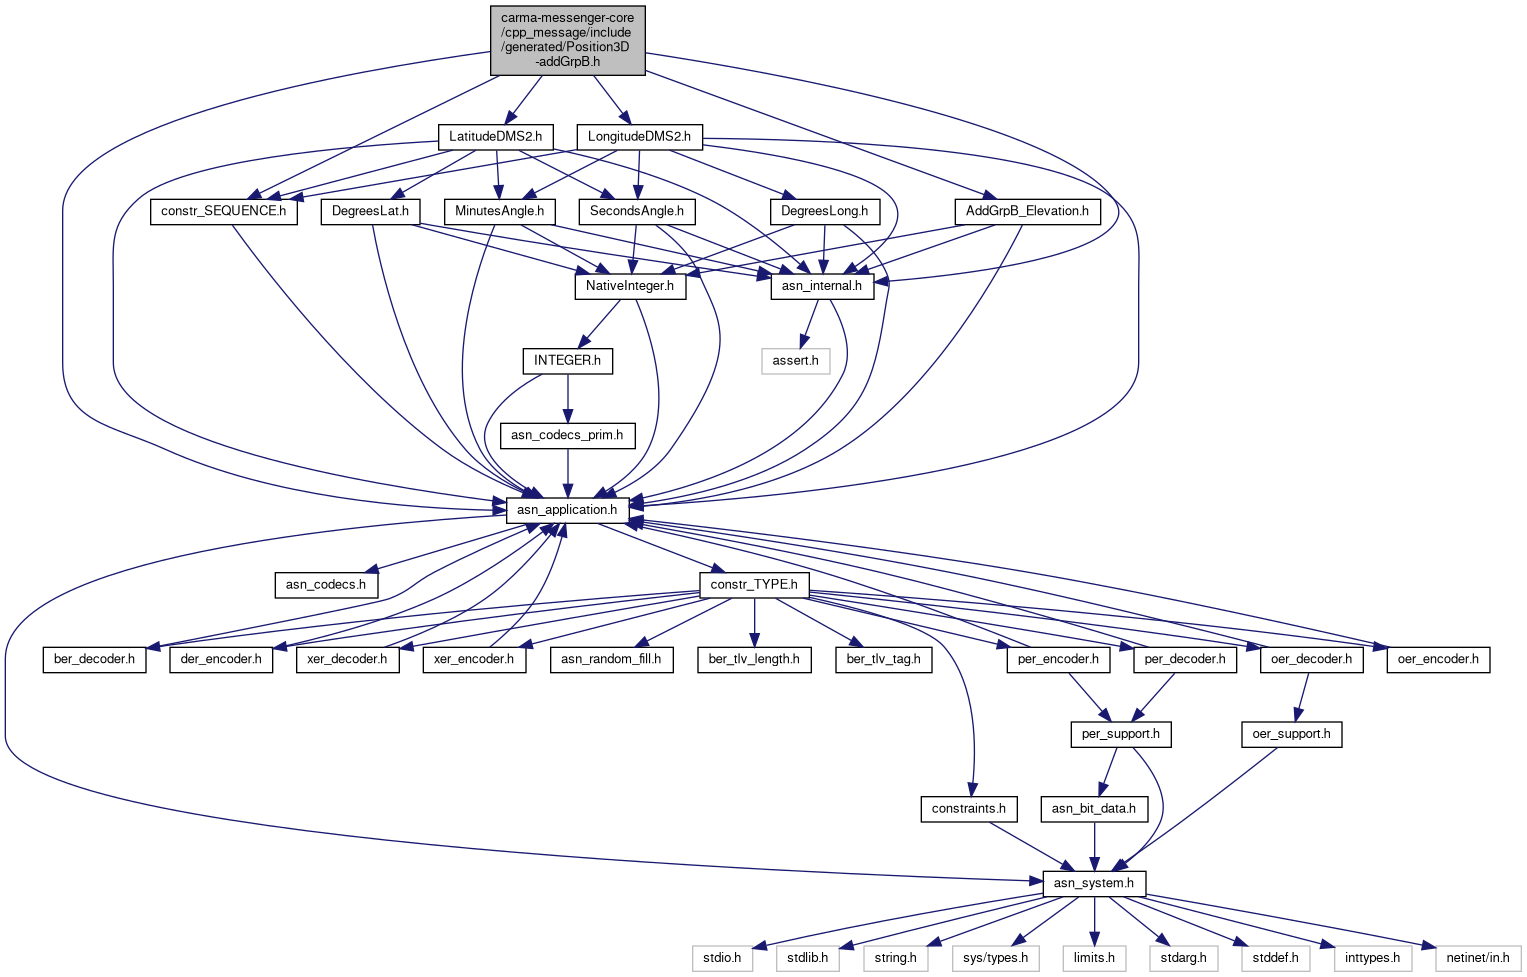 carma-messenger-core
/cpp_message/include
/generated/Position3D
-addGrpB.h
LatitudeDMS2.h
LongitudeDMS2.h
constr_SEQUENCE.h
DegreesLat.h
MinutesAngle.h
SecondsAngle.h
DegreesLong.h
AddGrpB_Elevation.h
NativeInteger.h
asn_internal.h
INTEGER.h
assert.h
asn_codecs_prim.h
asn_application.h
asn_codecs.h
constr_TYPE.h
ber_decoder.h
der_encoder.h
xer_decoder.h
xer_encoder.h
asn_random_fill.h
ber_tlv_length.h
ber_tlv_tag.h
per_encoder.h
per_decoder.h
oer_decoder.h
oer_encoder.h
per_support.h
oer_support.h
constraints.h
asn_bit_data.h
asn_system.h
stdio.h
stdlib.h
string.h
sys/types.h
limits.h
stdarg.h
stddef.h
inttypes.h
netinet/in.h